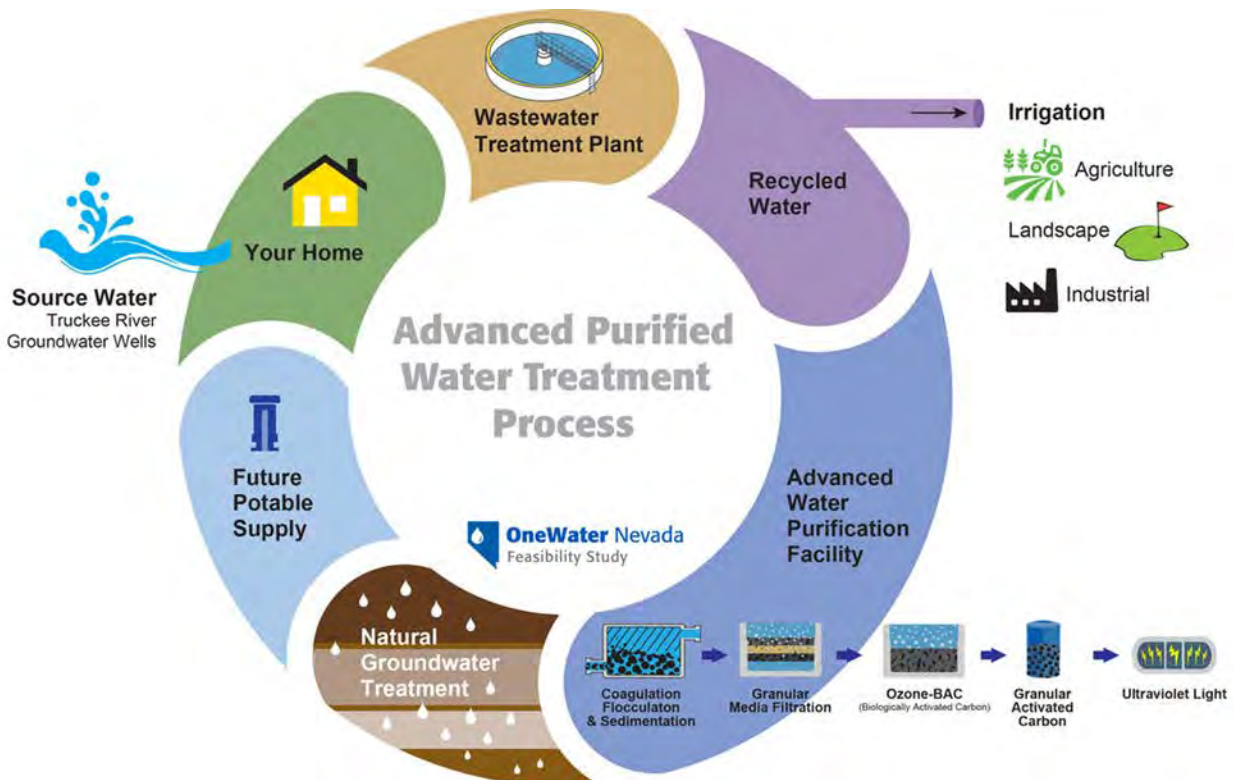 Wastewater
Treatment Plant
Recycled
Water
Irrigation
Agriculture
Landscape
Industrial
Your Home
Source Water
Truckee River
Groundwater Wells
Advanced Purified
Water Treatment
Process
Future
Potable
Supply
Advanced
Water
Purification
Facility
OneWater Nevada
Feasibility Study
Natural
Groundwater
Treatment
Coagulation
Flocculaton
& Sedimentation
Granular
Media Filtration
Ozone-BAC
(Biologically Activated Carbon)
Granular
Activated
Carbon
Ultraviolet Light